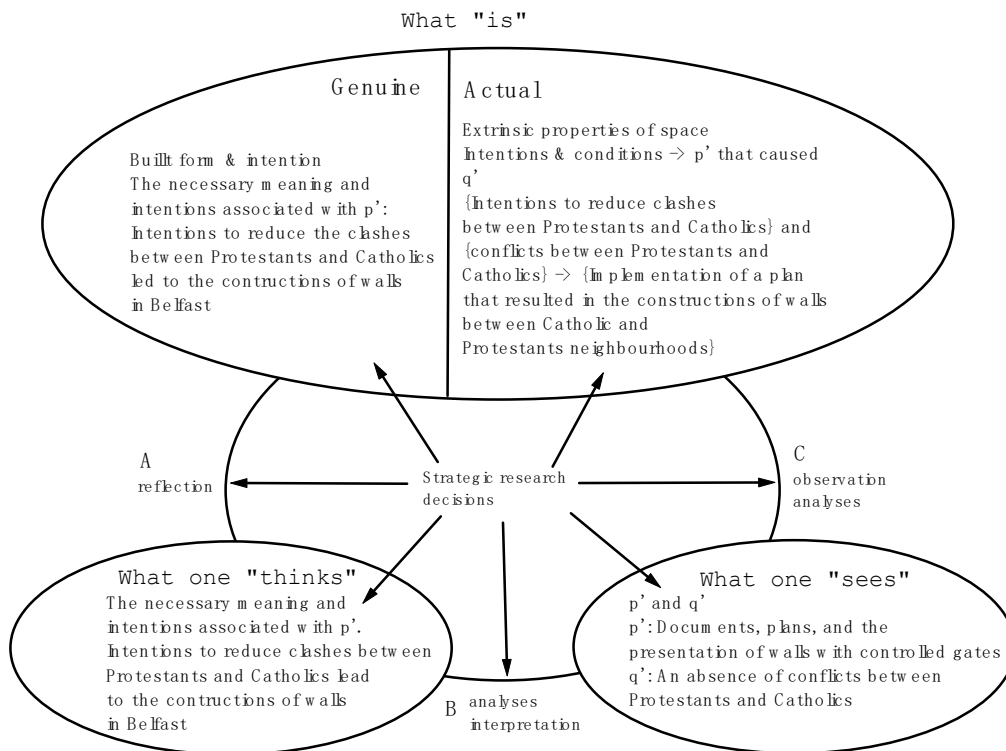 What "is"
Genuine
Buillt form & intention
The necessary meaning and
intentions associated with p’:
Intentions to reduce the clashes
between Protestants and Catholics
led to the contructions of walls
in Belfast
Actual
Extrinsic properties of space
Intentions & conditions -> p’ that caused
q’
{Intentions to reduce clashes
between Protestants and Catholics} and
{conflicts between Protestants and
Catholics} -> {Implementation of a plan
that resulted in the constructions of walls
between Catholic and
Protestants neighbourhoods}
A
reflection
Strategic research
decisions
C
observation
analyses
What one "thinks"
The necessary meaning and
intentions associated with p’.
Intentions to reduce clashes between
Protestants and Catholics lead
to the contructions of walls
in Belfast
B
analyses
interpretation
What one "sees"
p’ and q’
p’: Documents, plans, and the
presentation of walls with controlled gates
q’: An absence of conflicts between
Protestants and Catholics